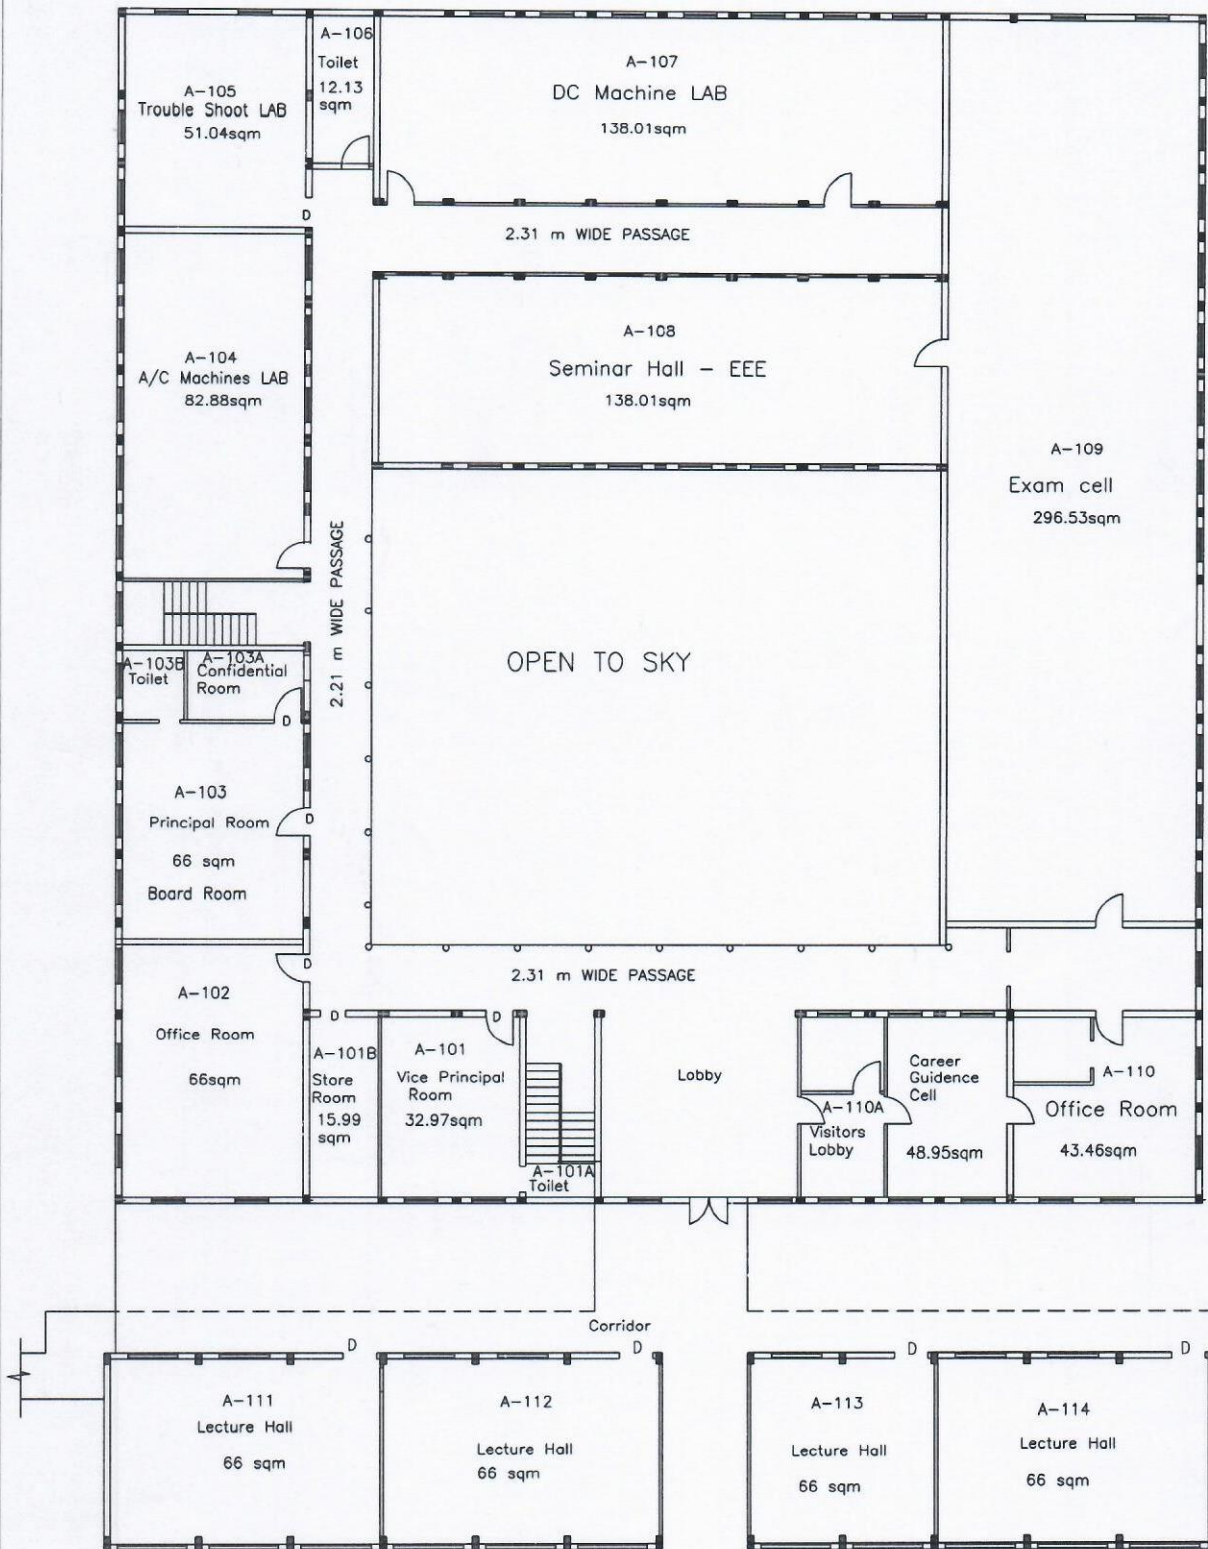 A-106
Toilet
12.13
sqm
A-107
DC Machine LAB
138.01sqm
A-105
Trouble Shoot LAB
51.04sqm
D
2.31 m WIDE PASSAGE
A-108
Seminar Hall - EEE
138.01sqm
A-104
A/C Machines LAB
82.88sqm
A-109
Exam cell
296.53sqm
2.21 m WIDE PASSAGE
OPEN TO SKY
A-103B
Toilet
A-103A
Confidential
Room
D
A-103
Principal Room
66 sqm
Board Room
D
D
2.31 m WIDE PASSAGE
A-102
Office Room
66sqm
D
A-101B
Store
Room
15.99
sqm
D
A-101
Vice Principal
Room
32.97sqm
A-101A
Toilet
Lobby
A-110A
Visitors
Lobby
Career
Guidence
Cell
48.95sqm
A-110
Office Room
43.46sqm
Corridor
D
D
D
D
A-111
Lecture Hall
66 sqm
A-112
Lecture Hall
66 sqm
A-113
Lecture Hall
66 sqm
A-114
Lecture Hall
66 sqm